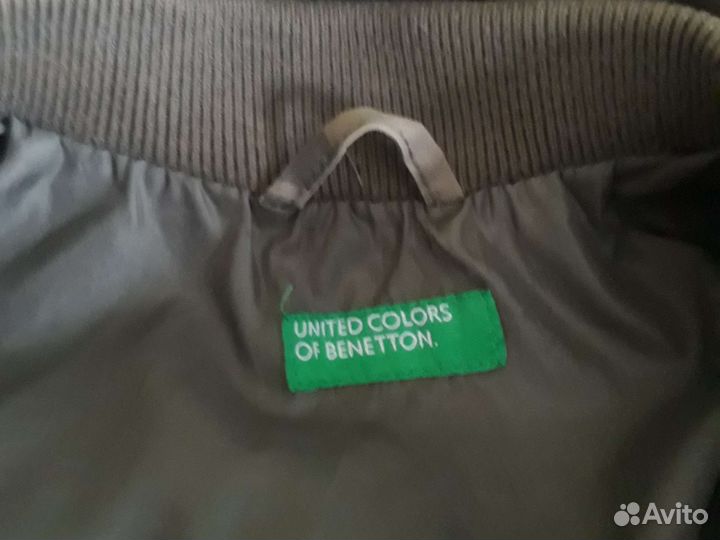 UNITED COLORS
OF BENETTON.
Avito